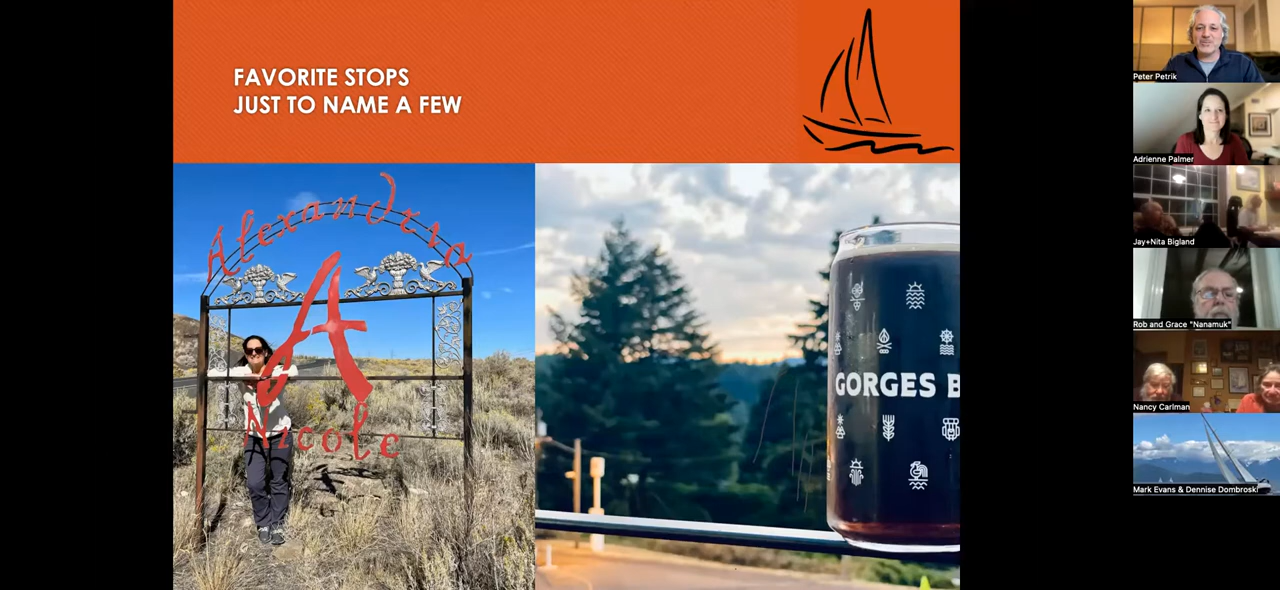 FAVORITE STOPS
JUST TO NAME A FEW
Alexandria
A
Nicole
GORGES B
Peter Petrik
Adrienne Palmer
Jay+Nita Bigland
Rob and Grace "Nanamuk"
Nancy Carlman
Mark Evans & Dennise Dombroski